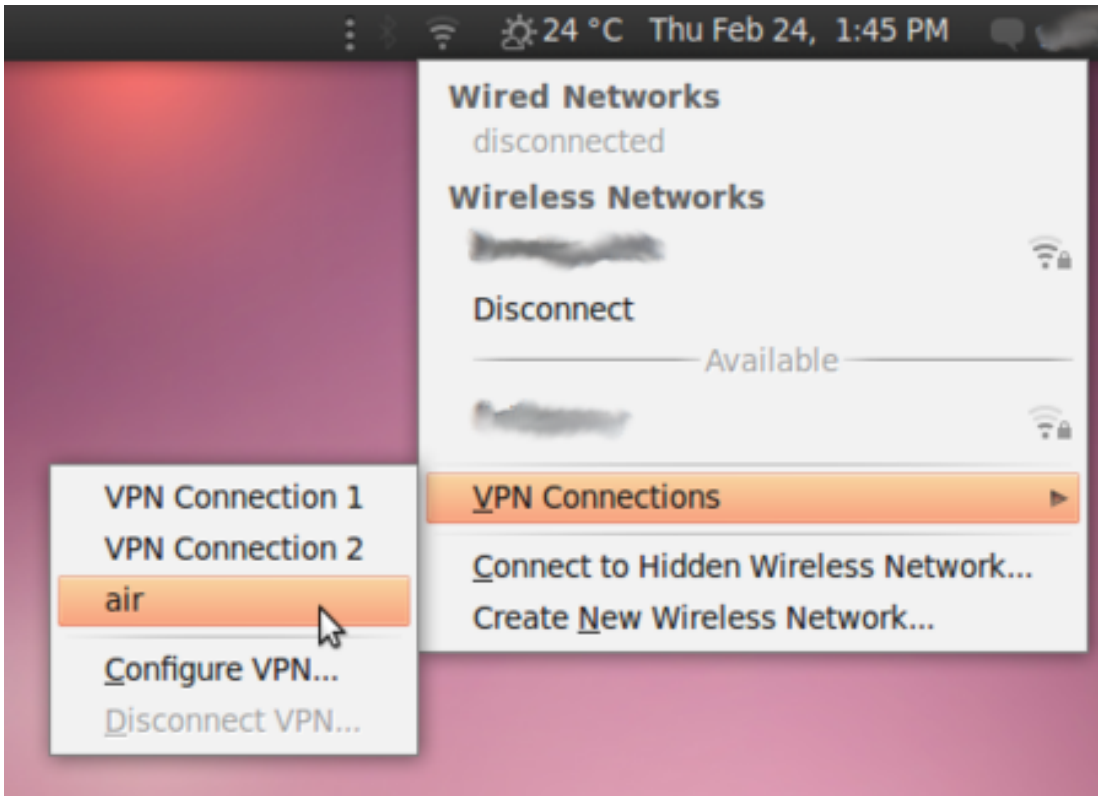 24 °C Thu Feb 24, 1:45 PM
Wired Networks
disconnected
Wireless Networks
Disconnect
Available
VPN Connections
Connect to Hidden Wireless Network...
Create New Wireless Network...
VPN Connection 1
VPN Connection 2
air
Configure VPN...
Disconnect VPN...